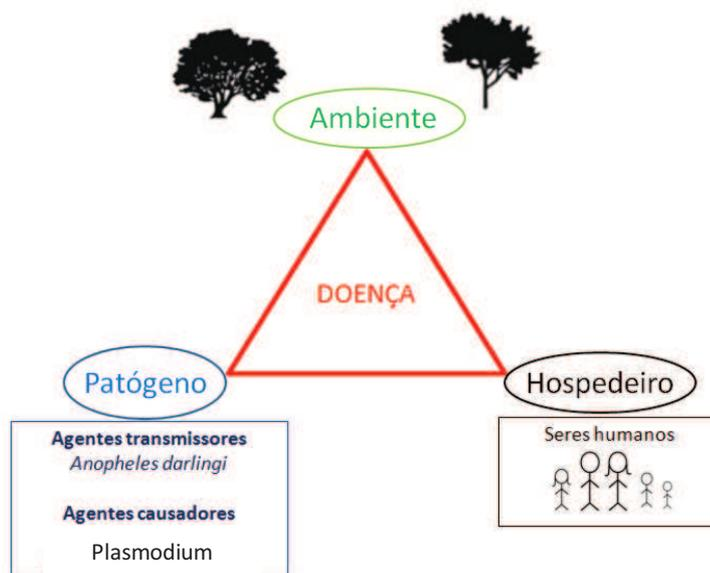 Ambiente
DOENÇA
Patógeno
Agentes transmissores
Anopheles darlingi
Agentes causadores
Plasmodium
Hospedeiro
Seres humanos